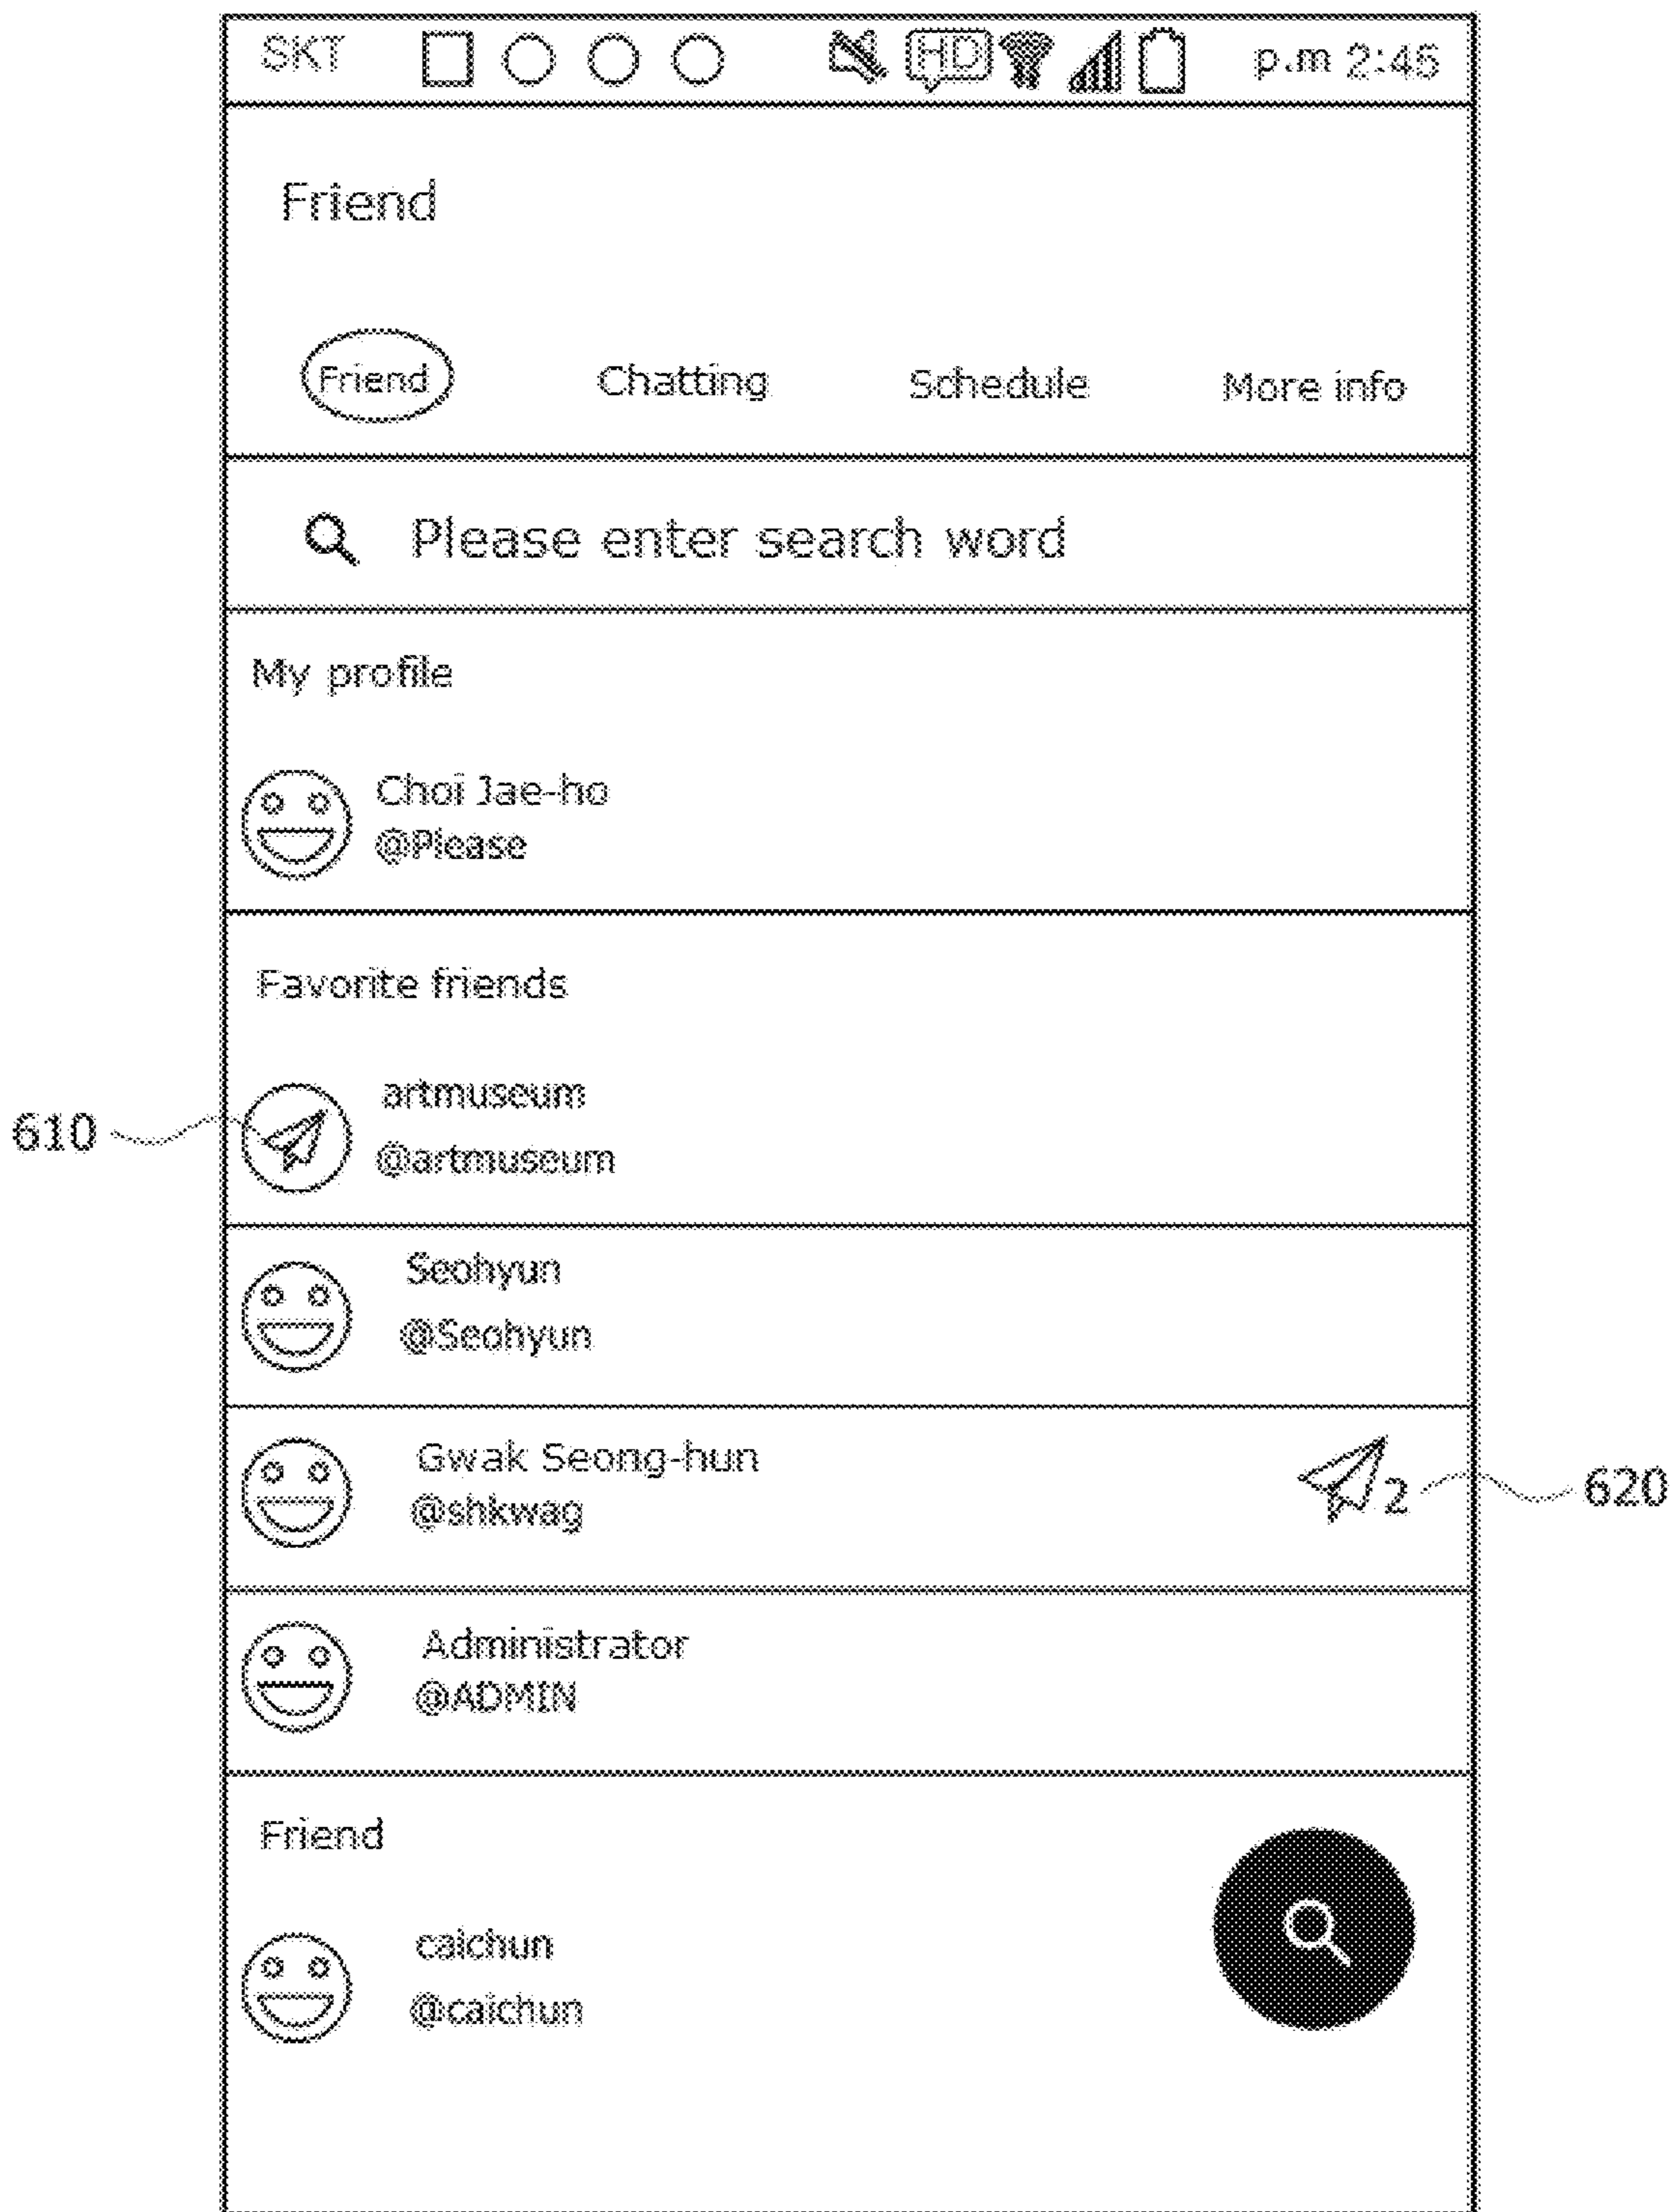 SKT HD p.m 2:45
Friend
Friend Chatting Schedule More info
Please enter search word
My profile
Choi Jae-ho
@Please
Favorite friends
artmuseum
610
@artmuseum
Seohyun
@Seohyun
Gwak Seong-hun
@shkwag
2
620
Administrator
@ADMIN
Friend
caichun
@caichun